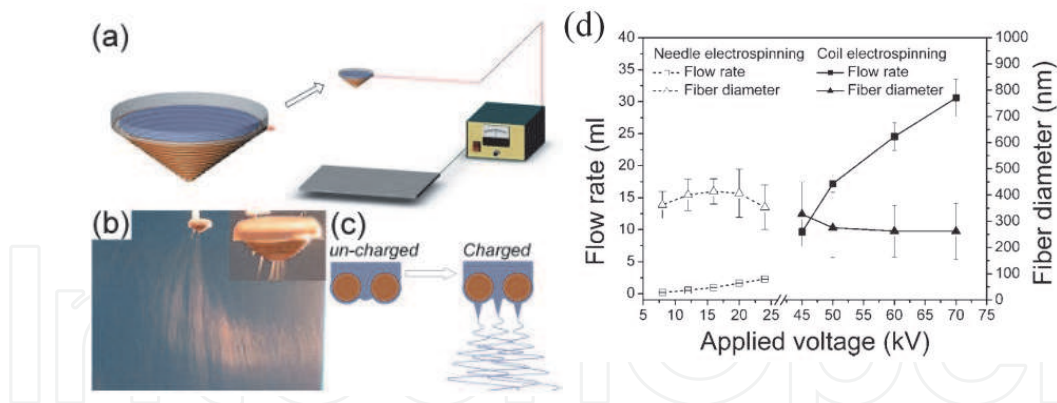 (a)
(b)
(c)
un-charged
Charged
(d)
Flow rate (ml
40
35
30
25
20
15
10
5
0
Needle electrospinning
Flow rate
Fiber diameter
Coil electrospinning
Flow rate
Fiber diameter
1000
900
800
700
600
500
400
300
200
100
0
Fiber diameter (nm)
5 10 15 20 25 45 50 55 60 65 70 75
Applied voltage (kV)